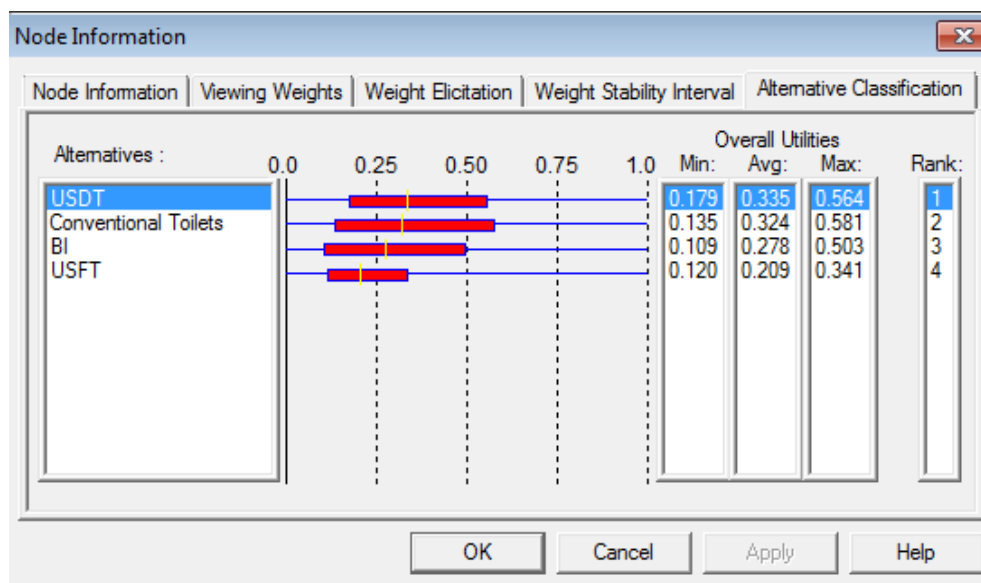 Node Information
Node Information Viewing Weights Weight Elicitation Weight Stability Interval Alternative Classification
Overall Utilities
Alternatives : 0.0 0.25 0.50 0.75 1.0 Min: Avg: Max: Rank:
USDT 0.179 0.335 0.564 1
Conventional Toilets 0.135 0.324 0.581 2
BI 0.109 0.278 0.503 3
USFT 0.120 0.209 0.341 4
OK Cancel Apply Help